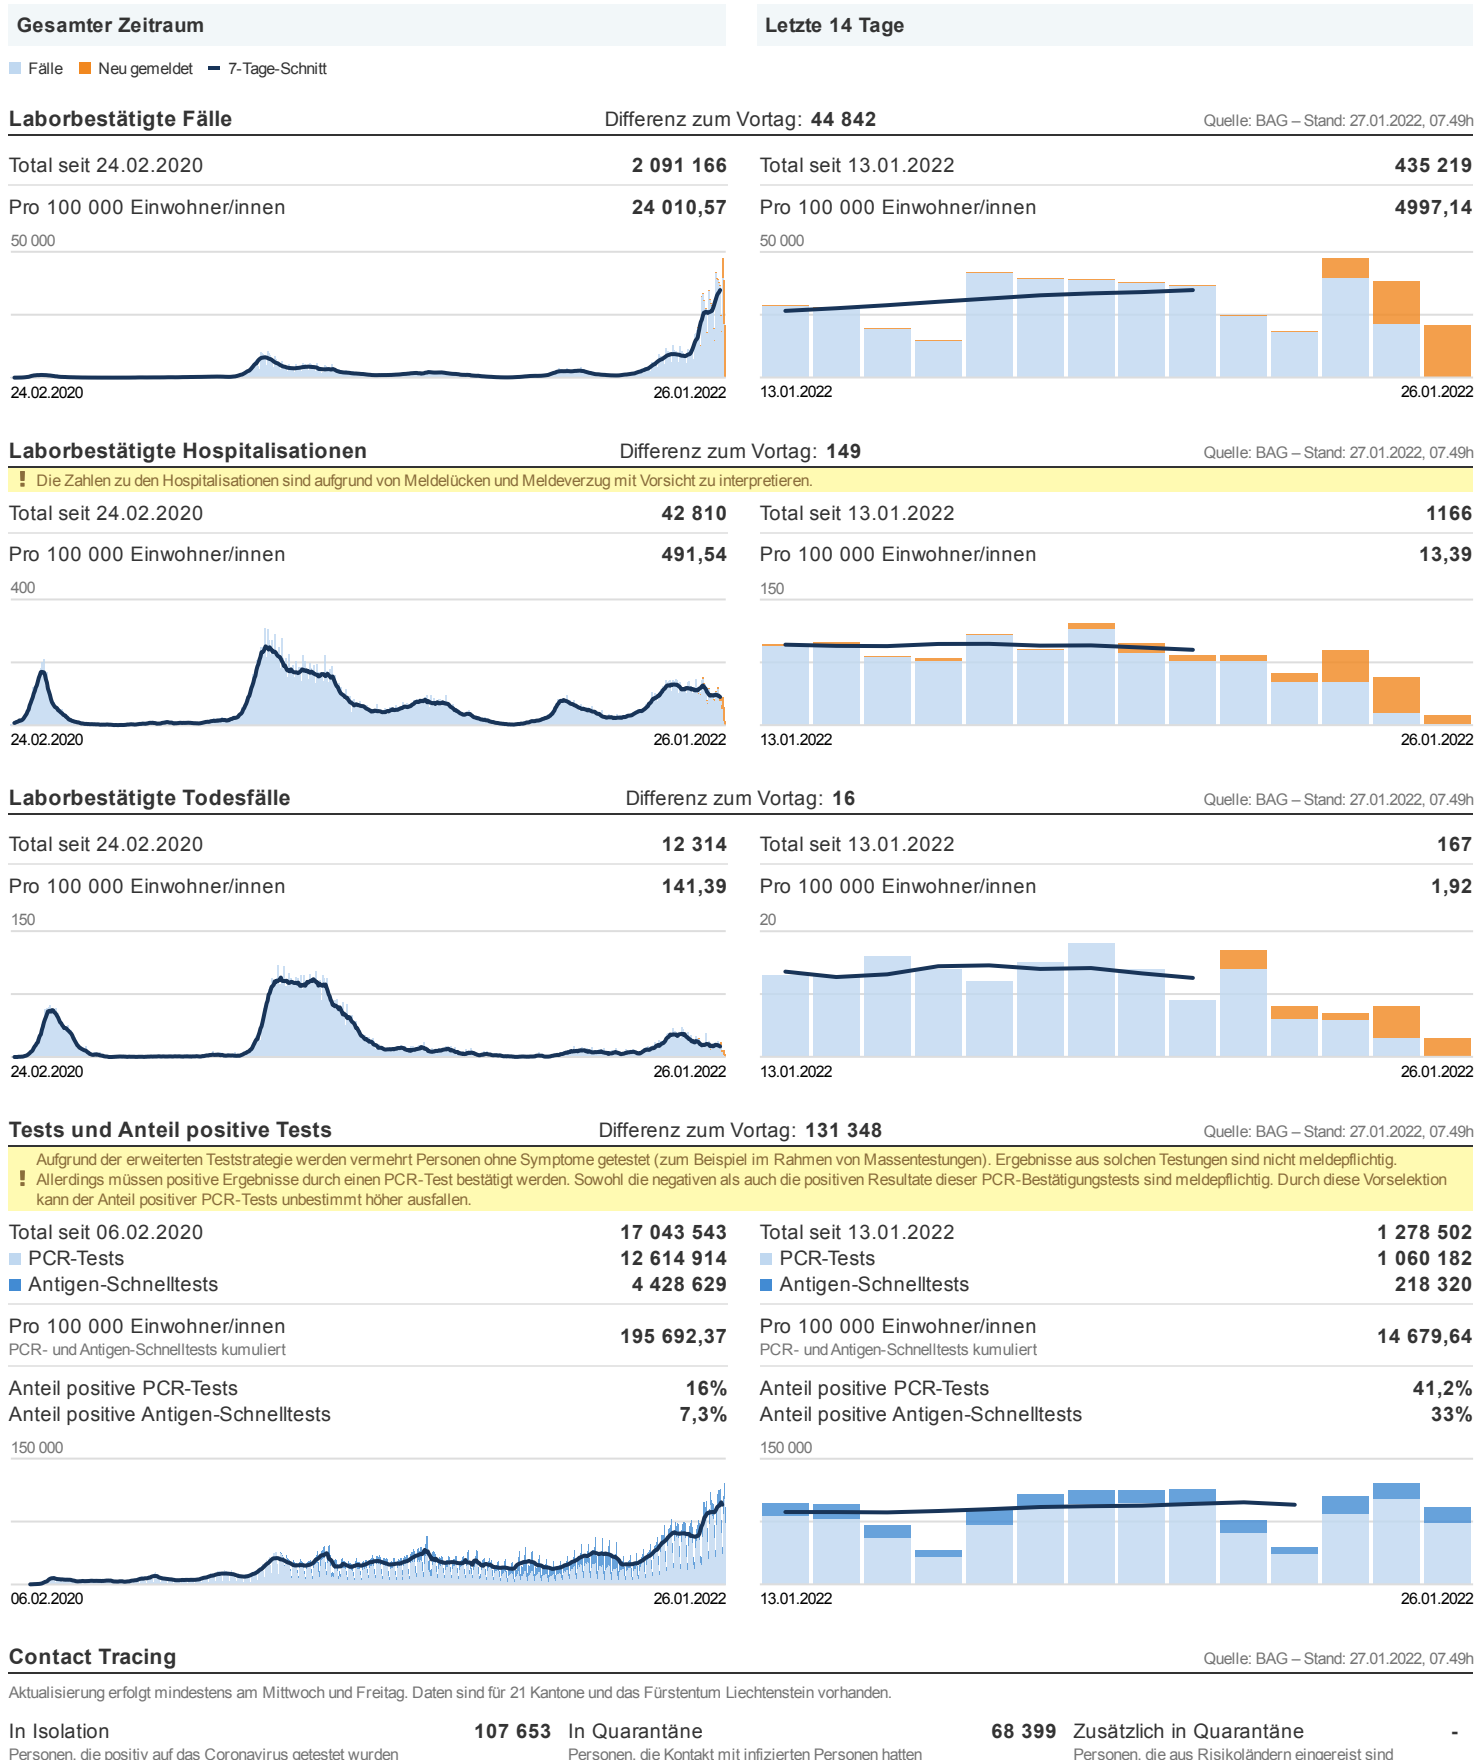 Gesamter Zeitraum
Letzte 14 Tage
Fälle Neu gemeldet 7-Tage-Schnitt
Laborbestätigte Fälle Differenz zum Vortag: 44 842 Quelle: BAG – Stand: 27.01.2022, 07.49h
Total seit 24.02.2020 2 091 166
Pro 100 000 Einwohner/innen 24 010,57
50 000
24.02.2020 26.01.2022
Total seit 13.01.2022 435 219
Pro 100 000 Einwohner/innen 4997,14
50 000
13.01.2022 26.01.2022
Laborbestätigte Hospitalisationen Differenz zum Vortag: 149 Quelle: BAG – Stand: 27.01.2022, 07.49h
! Die Zahlen zu den Hospitalisationen sind aufgrund von Meldelücken und Meldeverzug mit Vorsicht zu interpretieren.
Total seit 24.02.2020 42 810
Pro 100 000 Einwohner/innen 491,54
400
24.02.2020 26.01.2022
Total seit 13.01.2022 1166
Pro 100 000 Einwohner/innen 13,39
150
13.01.2022 26.01.2022
Laborbestätigte Todesfälle Differenz zum Vortag: 16 Quelle: BAG – Stand: 27.01.2022, 07.49h
Total seit 24.02.2020 12 314
Pro 100 000 Einwohner/innen 141,39
150
24.02.2020 26.01.2022
Total seit 13.01.2022 167
Pro 100 000 Einwohner/innen 1,92
20
13.01.2022 26.01.2022
Tests und Anteil positive Tests Differenz zum Vortag: 131 348 Quelle: BAG – Stand: 27.01.2022, 07.49h
Aufgrund der erweiterten Teststrategie werden vermehrt Personen ohne Symptome getestet (zum Beispiel im Rahmen von Massentestungen). Ergebnisse aus solchen Testungen sind nicht meldepflichtig.
! Allerdings müssen positive Ergebnisse durch einen PCR-Test bestätigt werden. Sowohl die negativen als auch die positiven Resultate dieser PCR-Bestätigungstests sind meldepflichtig. Durch diese Vorselektion
kann der Anteil positiver PCR-Tests unbestimmt höher ausfallen.
Total seit 06.02.2020 17 043 543
PCR-Tests 12 614 914
Antigen-Schnelltests 4 428 629
Pro 100 000 Einwohner/innen 195 692,37
PCR- und Antigen-Schnelltests kumuliert
Anteil positive PCR-Tests 16%
Anteil positive Antigen-Schnelltests 7,3%
150 000
06.02.2020 26.01.2022
Total seit 13.01.2022 1 278 502
PCR-Tests 1 060 182
Antigen-Schnelltests 218 320
Pro 100 000 Einwohner/innen 14 679,64
PCR- und Antigen-Schnelltests kumuliert
Anteil positive PCR-Tests 41,2%
Anteil positive Antigen-Schnelltests 33%
150 000
13.01.2022 26.01.2022
Contact Tracing Quelle: BAG – Stand: 27.01.2022, 07.49h
Aktualisierung erfolgt mindestens am Mittwoch und Freitag. Daten sind für 21 Kantone und das Fürstentum Liechtenstein vorhanden.
In Isolation 107 653
Personen, die positiv auf das Coronavirus getestet wurden
In Quarantäne 68 399
Personen, die Kontakt mit infizierten Personen hatten
Zusätzlich in Quarantäne -
Personen, die aus Risikoländern eingereist sind